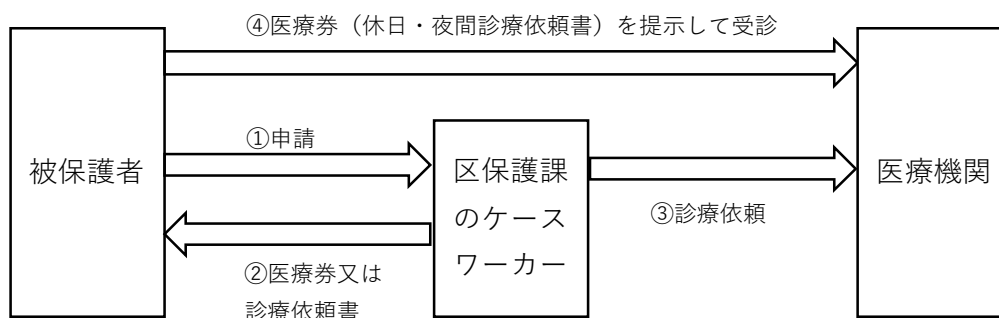 ④医療券（休日・夜間診療依頼書）を提示して受診
①申請
被保護者
区保護課
のケース
ワーカー
医療機関
③診療依頼
②医療券又は
診療依頼書